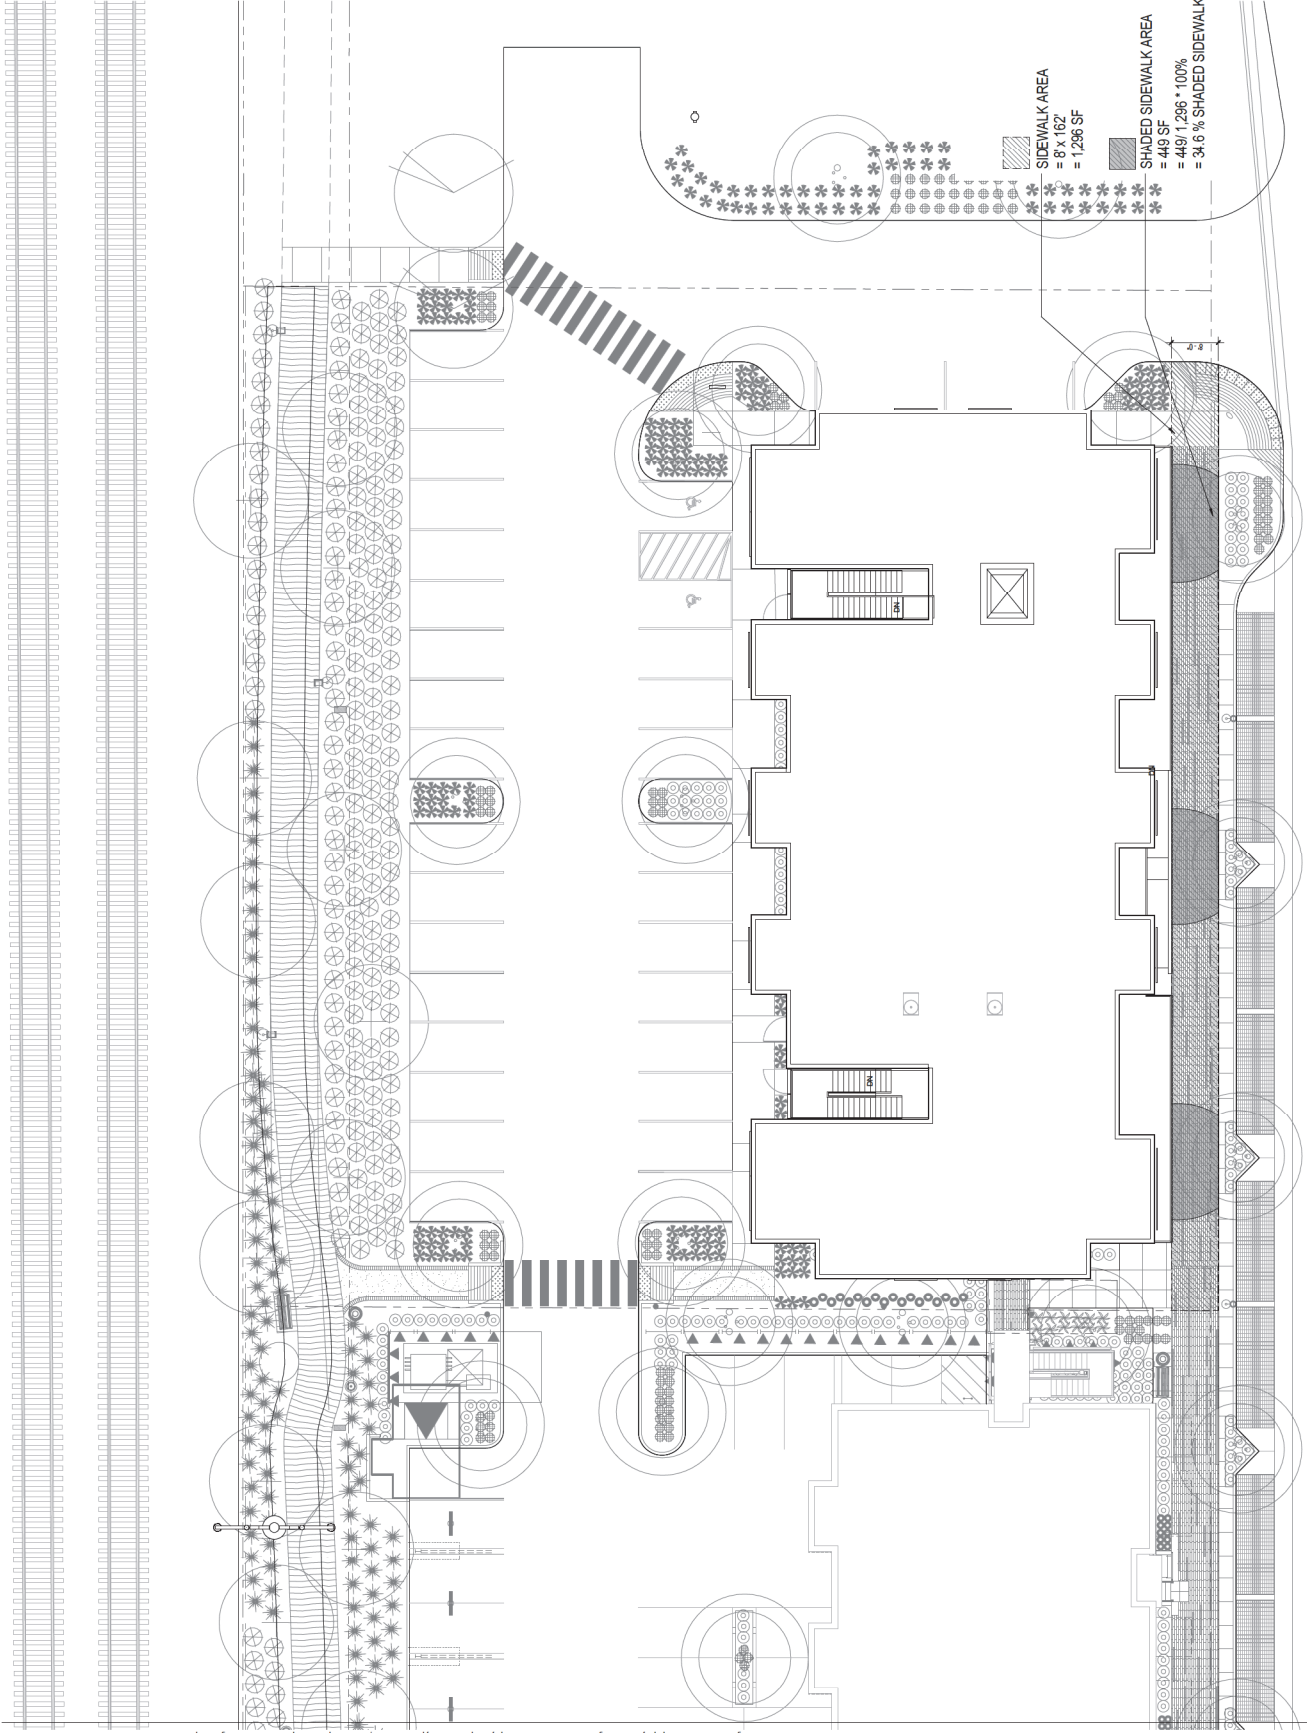 SIDEWALK AREA
= 8' x 162'
= 1,296 SF
SHADED SIDEWALK AREA
= 449 SF
= 449/ 1,296 * 100%
= 34.6 % SHADED SIDEWALK
8' - 0"
DN
DN
DN